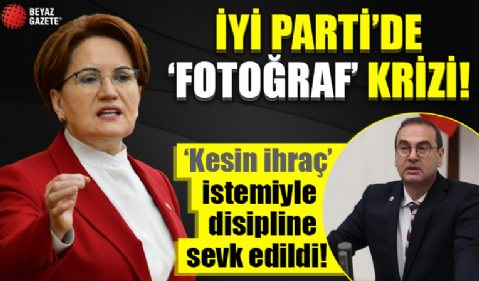 BEYAZ
GAZETE
İYİ PARTİ'DE
'FOTOĞRAF' KRİZİ!
'Kesin ihraç'
istemiyle
disipline
sevk edildi!